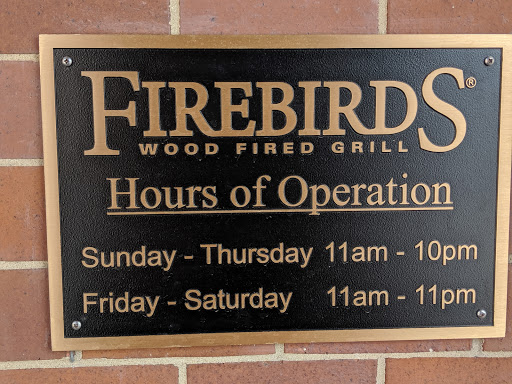 FIREBIRDS®
WOOD FIRED GRILL
Hours of Operation
Sunday - Thursday 11am - 10pm
Friday - Saturday 11am - 11pm